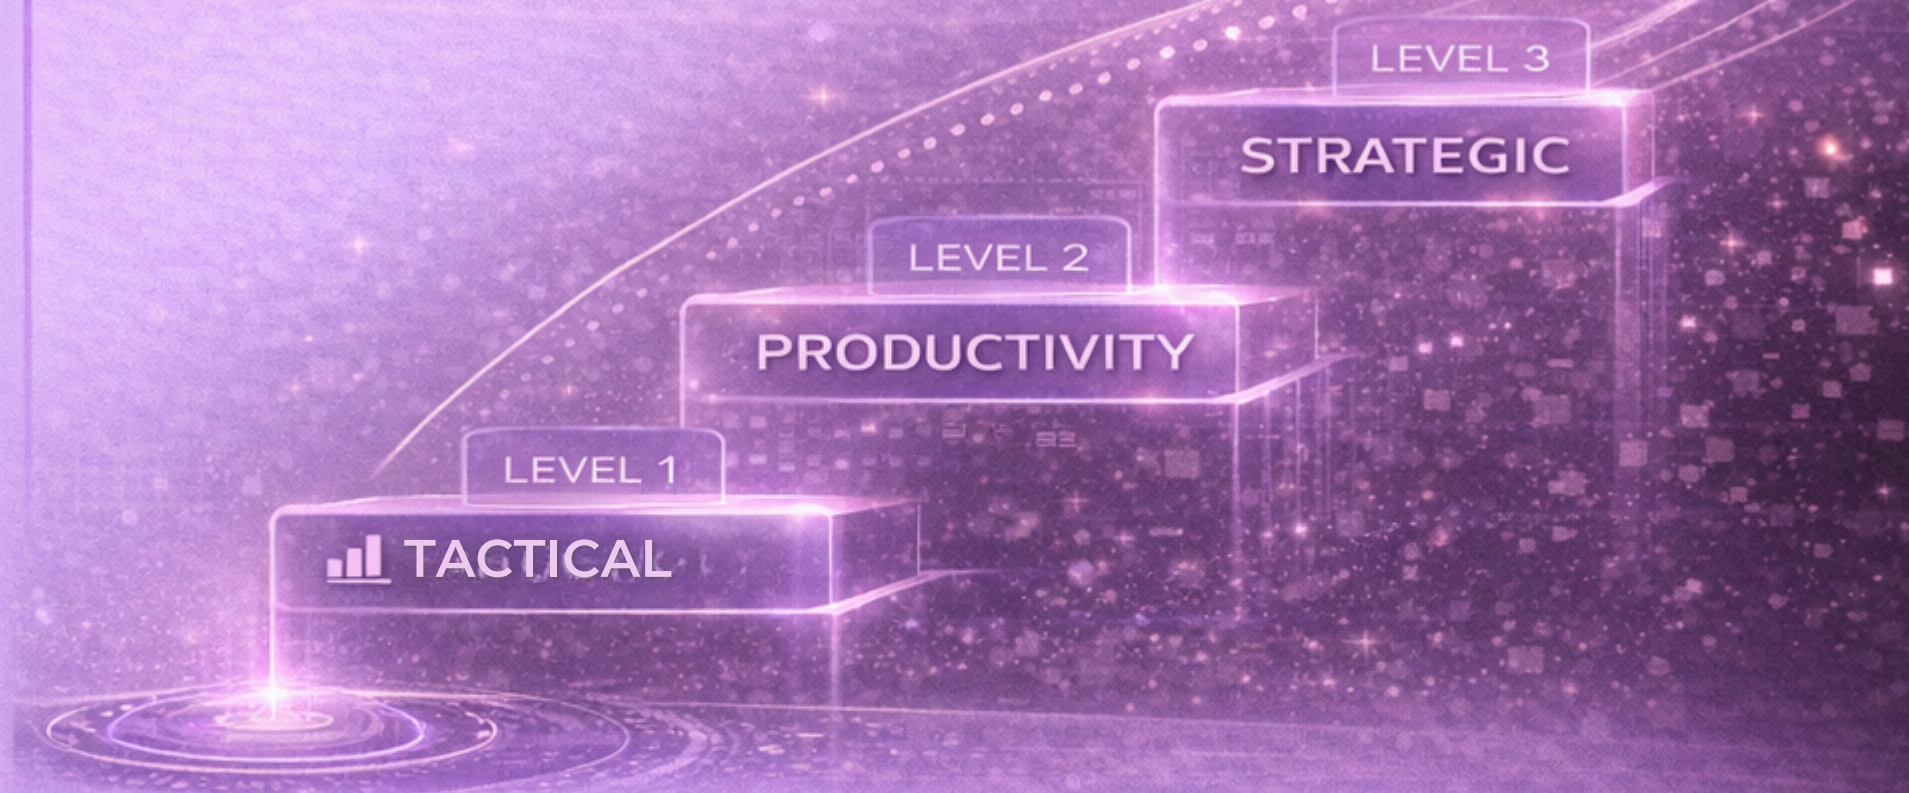 LEVEL 3
STRATEGIC
LEVEL 2
PRODUCTIVITY
LEVEL 1
TACTICAL